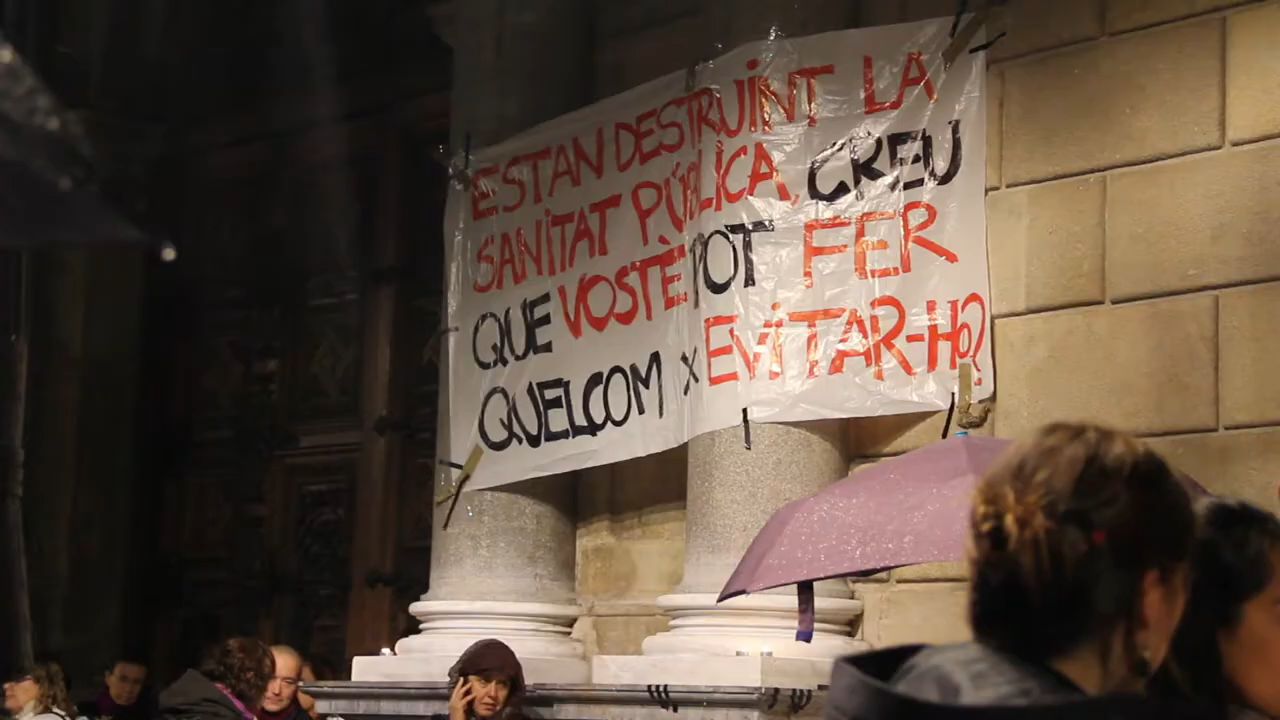 ESTAN DESTRUINT LA
SANITAT PÚBLICA, CREU
QUE VOSTÈ POT FER
QUELCOM x EVITAR-HO?